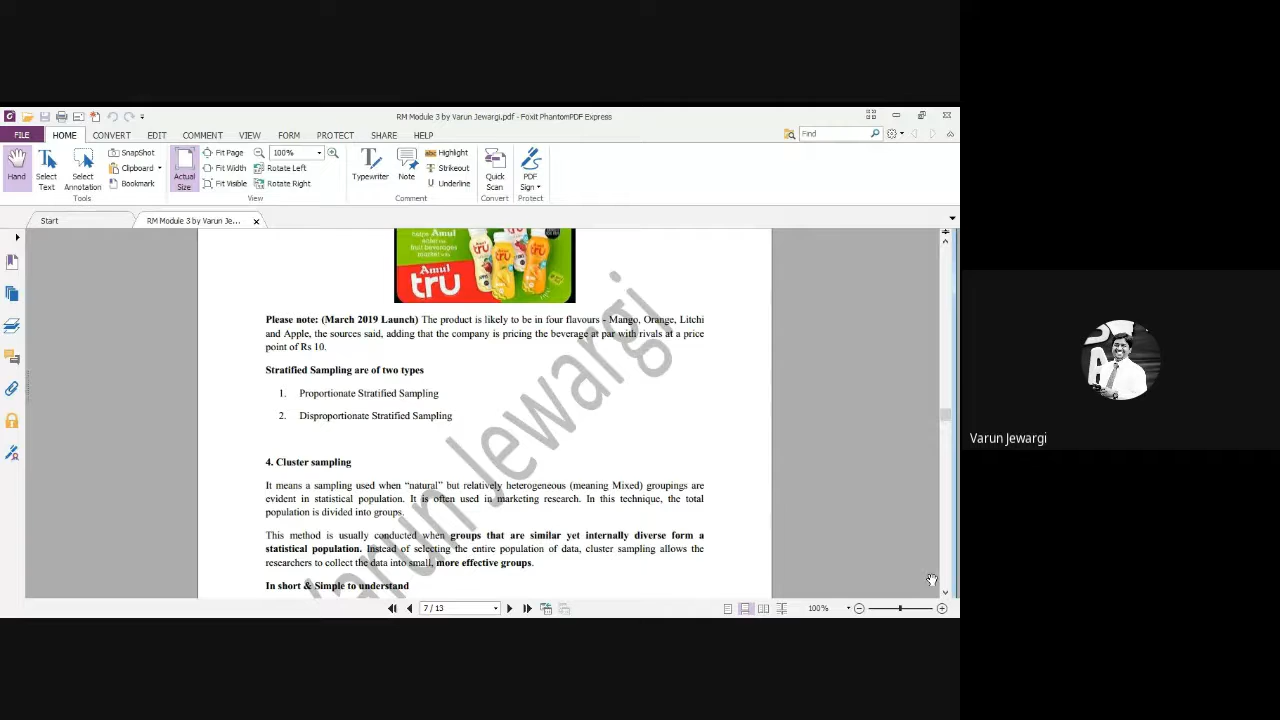 RM Module 3 by Varun Jewargi.pdf - Foxit PhantomPDF Express
FILE HOME CONVERT EDIT COMMENT VIEW FORM PROTECT SHARE HELP
Find
Hand
Select Text
Select Annotation
SnapShot
Clipboard
Bookmark
Tools
Actual Size
Fit Page
Fit Width
Fit Visible
100%
Rotate Left
Rotate Right
View
Typewriter
Note
Highlight
Strikeout
Underline
Comment
Quick Scan
Convert
PDF Sign
Protect
Start
RM Module 3 by Varun Je...
fruit beverages
market with
Amul
tru
Please note: (March 2019 Launch) The product is likely to be in four flavours - Mango, Orange, Litchi
and Apple, the sources said, adding that the company is pricing the beverage at par with rivals at a price
point of Rs 10.
Stratified Sampling are of two types
1. Proportionate Stratified Sampling
2. Disproportionate Stratified Sampling
4. Cluster sampling
It means a sampling used when “natural” but relatively heterogeneous (meaning Mixed) groupings are
evident in statistical population. It is often used in marketing research. In this technique, the total
population is divided into groups.
This method is usually conducted when groups that are similar yet internally diverse form a
statistical population. Instead of selecting the entire population of data, cluster sampling allows the
researchers to collect the data into small, more effective groups.
In short & Simple to understand
Varun Jewargi
7 / 13
100%
Varun Jewargi